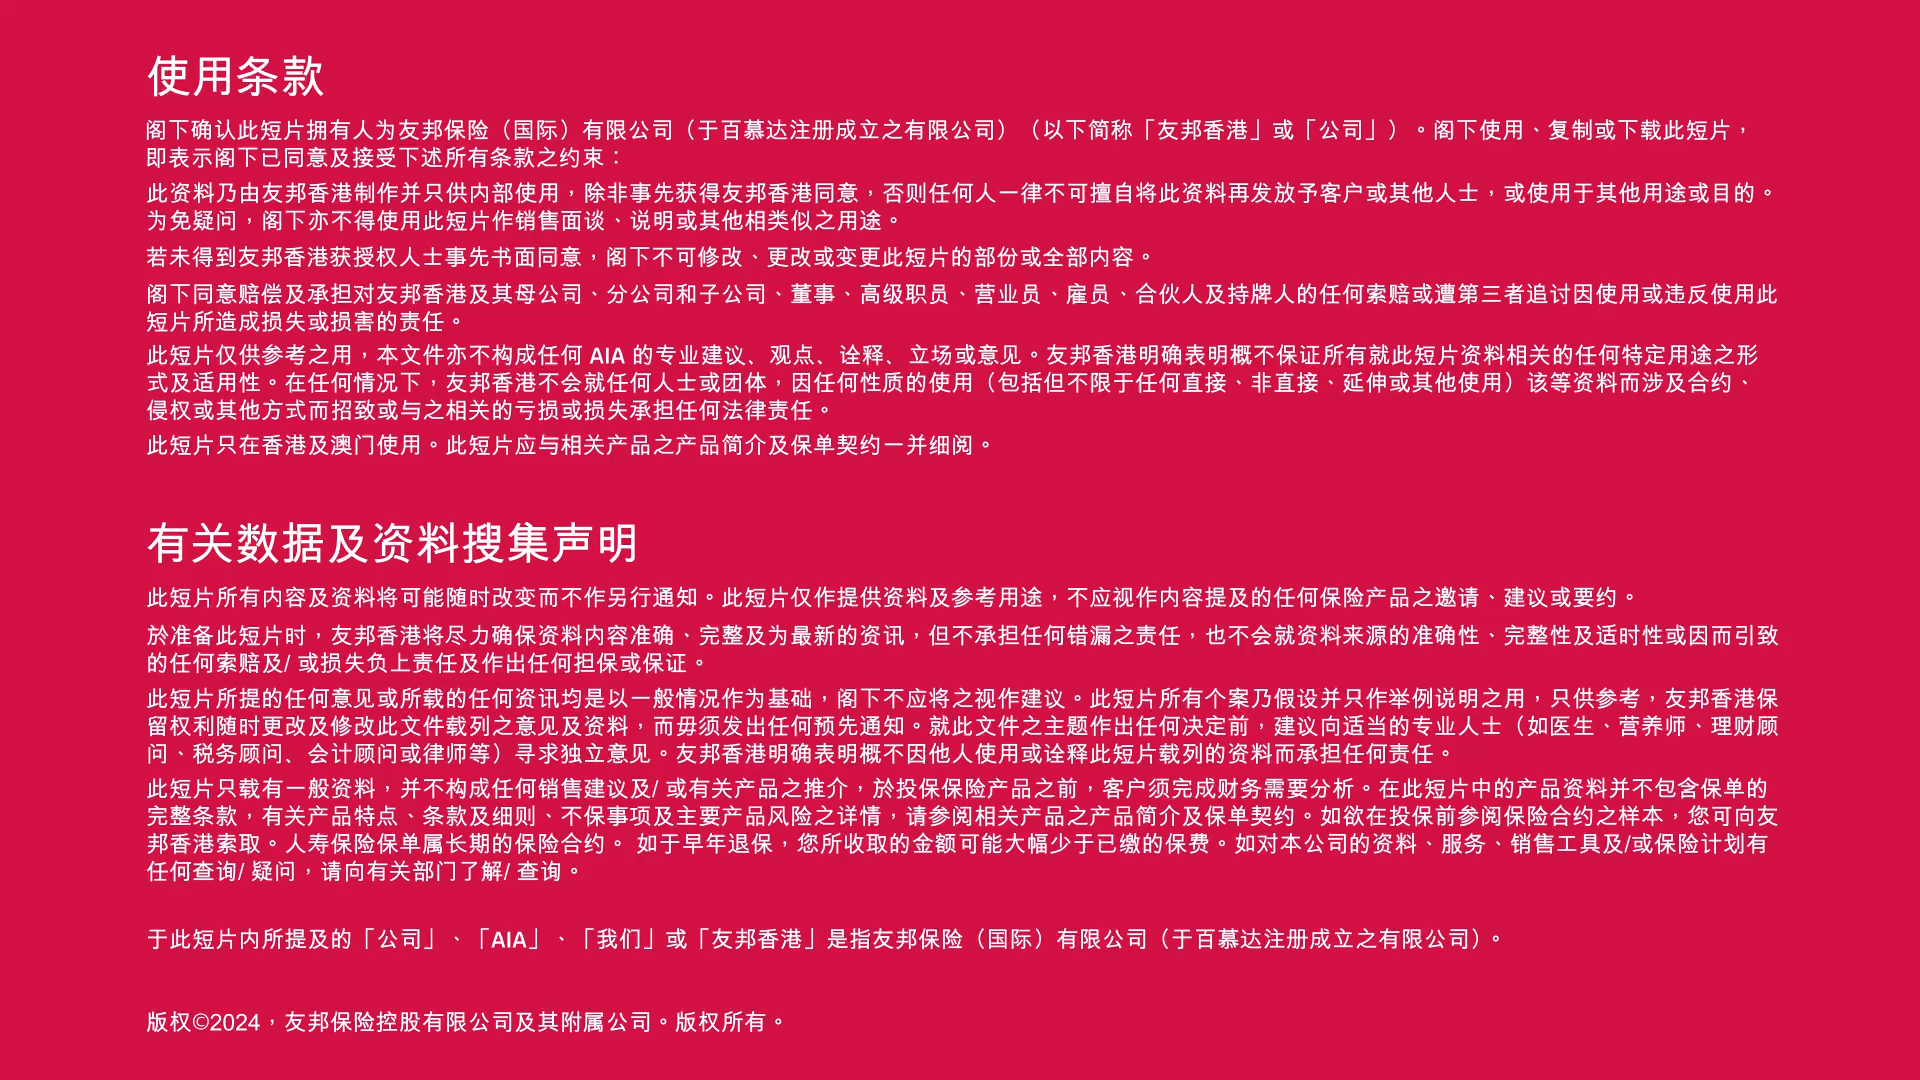 使用条款
阁下确认此短片拥有人为友邦保险（国际）有限公司（于百慕达注册成立之有限公司）（以下简称「友邦香港」或「公司」）。阁下使用、复制或下载此短片，
即表示阁下已同意及接受下述所有条款之约束：
此资料乃由友邦香港制作并只供内部使用，除非事先获得友邦香港同意，否则任何人一律不可擅自将此资料再发放予客户或其他人士，或使用于其他用途或目的。
为免疑问，阁下亦不得使用此短片作销售面谈、说明或其他相类似之用途。
若未得到友邦香港获授权人士事先书面同意，阁下不可修改、更改或变更此短片的部份或全部内容。
阁下同意赔偿及承担对友邦香港及其母公司、分公司和子公司、董事、高级职员、营业员、雇员、合伙人及持牌人的任何索赔或遭第三者追讨因使用或违反使用此
短片所造成损失或损害的责任。
此短片仅供参考之用，本文件亦不构成任何 AIA 的专业建议、观点、诠释、立场或意见。友邦香港明确表明概不保证所有就此短片资料相关的任何特定用途之形
式及适用性。在任何情况下，友邦香港不会就任何人士或团体，因任何性质的使用（包括但不限于任何直接、非直接、延伸或其他使用）该等资料而涉及合约、
侵权或其他方式而招致或与之相关的亏损或损失承担任何法律责任。
此短片只在香港及澳门使用。此短片应与相关产品之产品简介及保单契约一并细阅。
有关数据及资料搜集声明
此短片所有内容及资料将可能随时改变而不作另行通知。此短片仅作提供资料及参考用途，不应视作内容提及的任何保险产品之邀请、建议或要约。
於准备此短片时，友邦香港将尽力确保资料内容准确、完整及为最新的资讯，但不承担任何错漏之责任，也不会就资料来源的准确性、完整性及适时性或因而引致
的任何索赔及/ 或损失负上责任及作出任何担保或保证。
此短片所提的任何意见或所载的任何资讯均是以一般情况作为基础，阁下不应将之视作建议。此短片所有个案乃假设并只作举例说明之用，只供参考，友邦香港保
留权利随时更改及修改此文件载列之意见及资料，而毋须发出任何预先通知。就此文件之主题作出任何决定前，建议向适当的专业人士（如医生、营养师、理财顾
问、税务顾问、会计顾问或律师等）寻求独立意见。友邦香港明确表明概不因他人使用或诠释此短片载列的资料而承担任何责任。
此短片只载有一般资料，并不构成任何销售建议及/ 或有关产品之推介，於投保保险产品之前，客户须完成财务需要分析。在此短片中的产品资料并不包含保单的
完整条款，有关产品特点、条款及细则、不保事项及主要产品风险之详情，请参阅相关产品之产品简介及保单契约。如欲在投保前参阅保险合约之样本，您可向友
邦香港索取。人寿保险保单属长期的保险合约。 如于早年退保，您所收取的金额可能大幅少于已缴的保费。如对本公司的资料、服务、销售工具及/或保险计划有
任何查询/ 疑问，请向有关部门了解/ 查询。
于此短片内所提及的「公司」、「AIA」、「我们」或「友邦香港」是指友邦保险（国际）有限公司（于百慕达注册成立之有限公司）。
版权©2024，友邦保险控股有限公司及其附属公司。版权所有。